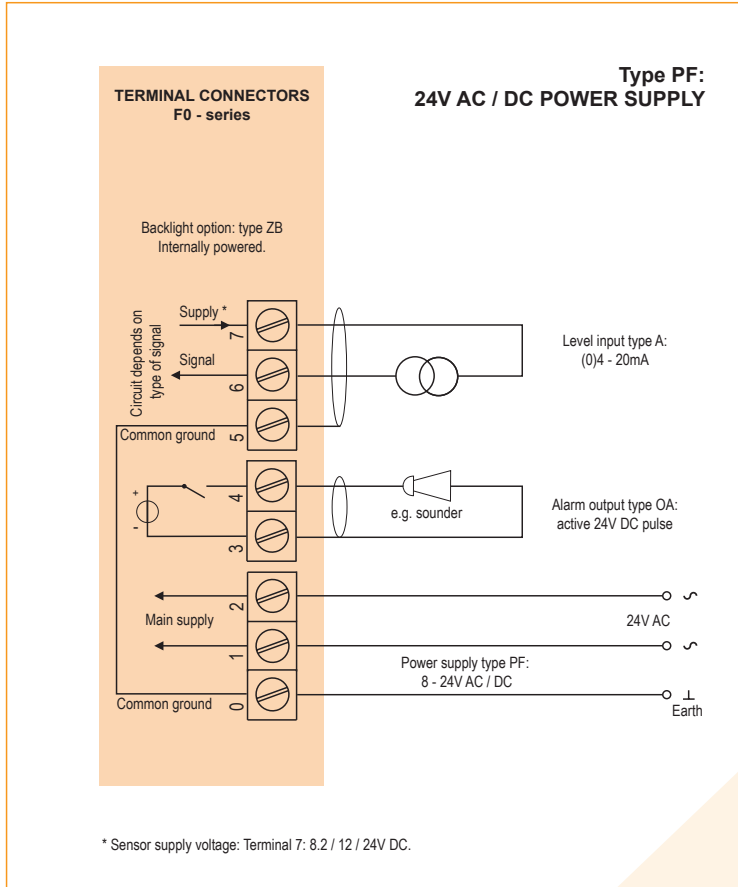 Type PF:
24V AC / DC POWER SUPPLY
TERMINAL CONNECTORS
F0 - series
Backlight option: type ZB
Internally powered.
Circuit depends on
type of signal
Supply *
7
Signal
6
Common ground
5
Level input type A:
(0)4 - 20mA
+
-
4
3
e.g. sounder
Alarm output type OA:
active 24V DC pulse
Main supply
2
1
24V AC
Power supply type PF:
8 - 24V AC / DC
Common ground
0
Earth
* Sensor supply voltage: Terminal 7: 8.2 / 12 / 24V DC.